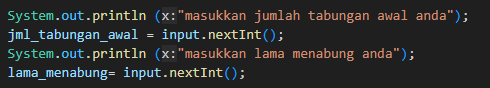 System.out.println (x:"masukkan jumlah tabungan awal anda");
jml_tabungan_awal = input.nextInt();
System.out.println (x:"masukkan lama menabung anda");
lama_menabung= input.nextInt();